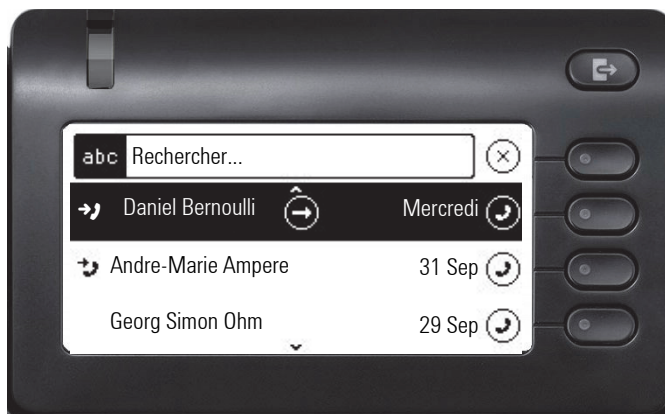 abc Rechercher...
Daniel Bernoulli Mercredi
Andre-Marie Ampere 31 Sep
Georg Simon Ohm 29 Sep